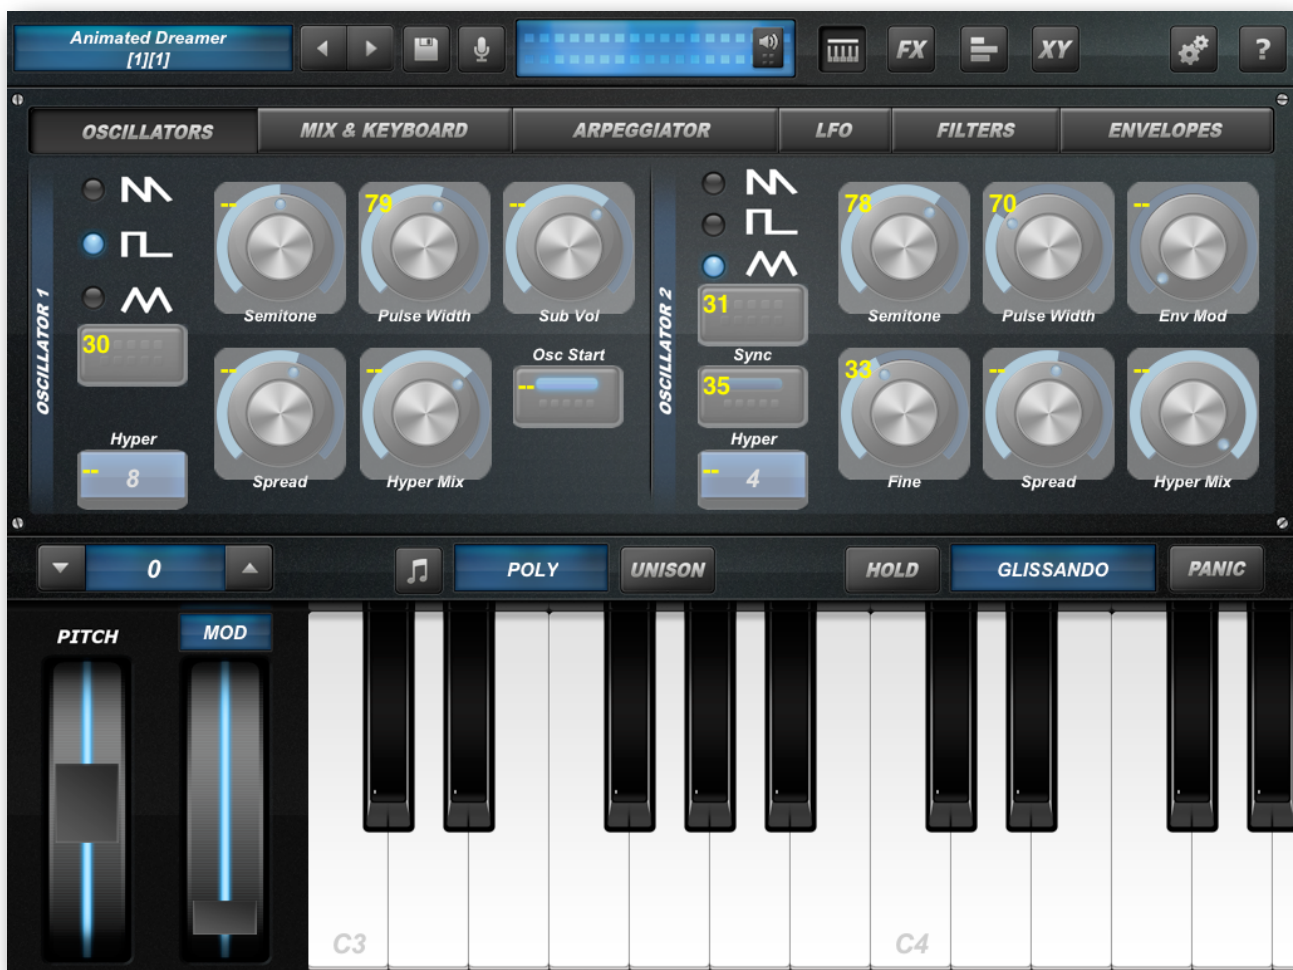 Animated Dreamer
[1][1]
FX
XY
?
OSCILLATORS
MIX & KEYBOARD
ARPEGGIATOR
LFO
FILTERS
ENVELOPES
OSCILLATOR 1
--
Semitone
79
Pulse Width
--
Sub Vol
30
--
Spread
--
Hyper Mix
Osc Start
--
Hyper
--
8
OSCILLATOR 2
31
Sync
35
Hyper
--
4
78
Semitone
70
Pulse Width
--
Env Mod
33
Fine
--
Spread
--
Hyper Mix
0
POLY
UNISON
HOLD
GLISSANDO
PANIC
PITCH
MOD
C3
C4